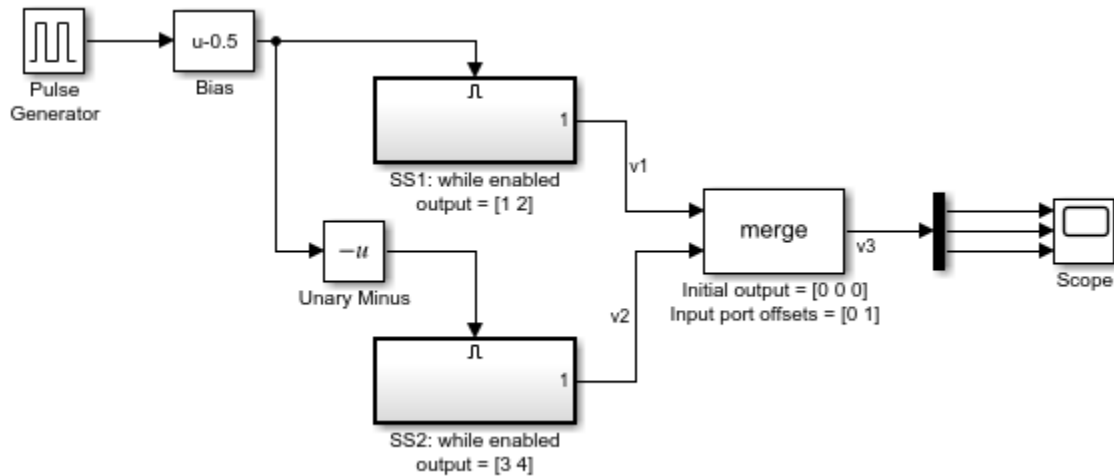 u-0.5
Pulse
Generator
Bias
1
SS1: while enabled
output = [1 2]
v1
−u
Unary Minus
merge
v3
Initial output = [0 0 0]
Input port offsets = [0 1]
Scope
v2
1
SS2: while enabled
output = [3 4]